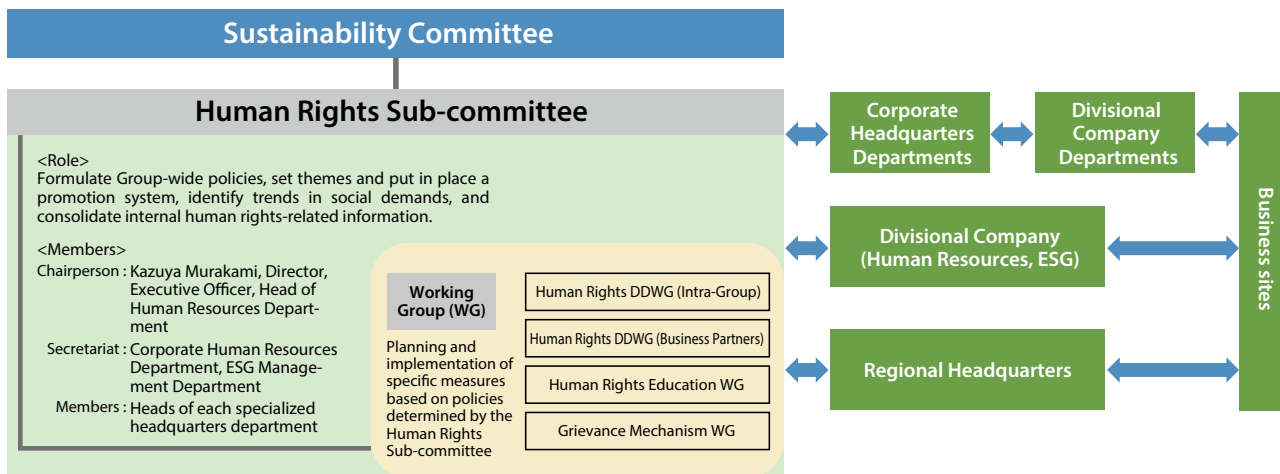 Sustainability Committee
Human Rights Sub-committee
<Role>
Formulate Group-wide policies, set themes and put in place a
promotion system, identify trends in social demands, and
consolidate internal human rights-related information.
<Members>
Chairperson : Kazuya Murakami, Director,
Executive Officer, Head of
Human Resources Depart-
ment
Secretariat : Corporate Human Resources
Department, ESG Manage-
ment Department
Members : Heads of each specialized
headquarters department
Working
Group (WG)
Planning and
implementation of
specific measures
based on policies
determined by the
Human Rights
Sub-committee
Human Rights DDWG (Intra-Group)
Human Rights DDWG (Business Partners)
Human Rights Education WG
Grievance Mechanism WG
Corporate
Headquarters
Departments
Divisional
Company
Departments
Divisional Company
(Human Resources, ESG)
Regional Headquarters
Business sites